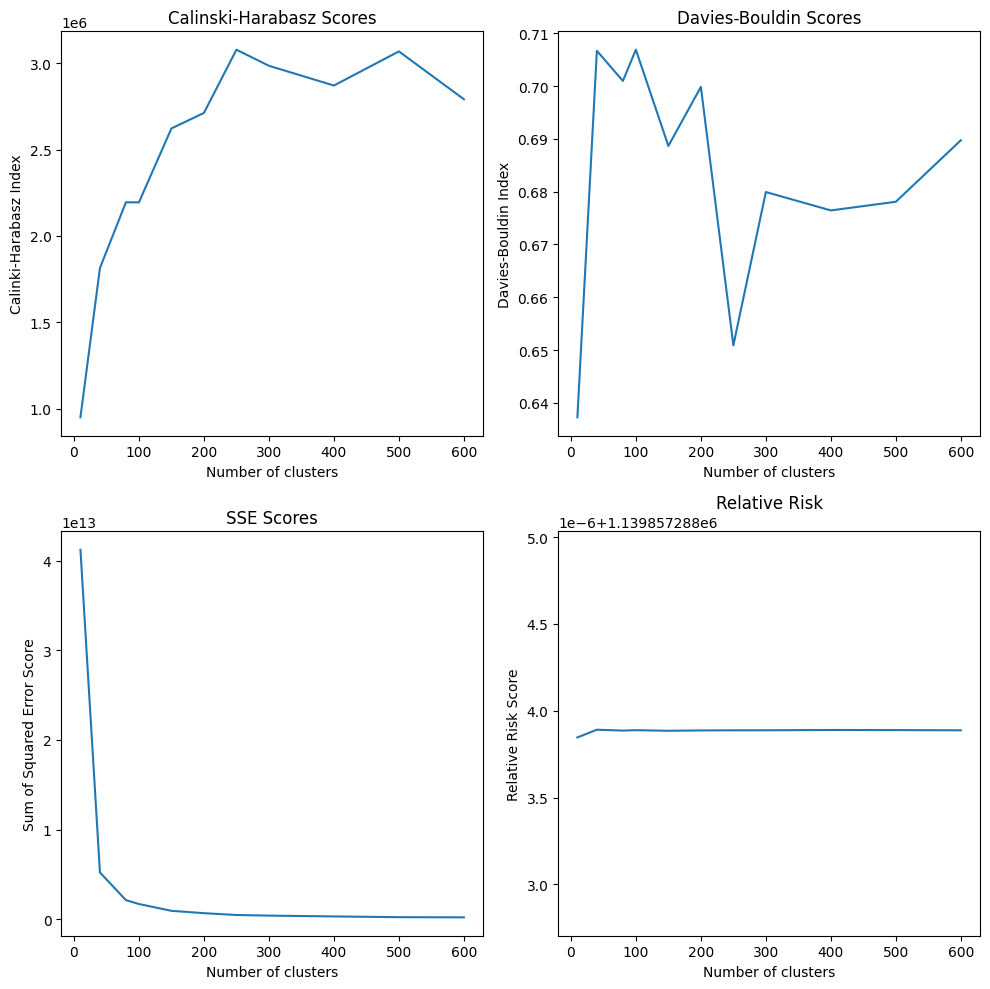 Calinski-Harabasz Scores
1e6
Calinki-Harabasz Index
3.0
2.5
2.0
1.5
1.0
0 100 200 300 400 500 600
Number of clusters
Davies-Bouldin Scores
Davies-Bouldin Index
0.71
0.70
0.69
0.68
0.67
0.66
0.65
0.64
0 100 200 300 400 500 600
Number of clusters
SSE Scores
1e13
Sum of Squared Error Score
4
3
2
1
0
0 100 200 300 400 500 600
Number of clusters
Relative Risk
1e−6+1.139857288e6
Relative Risk Score
5.0
4.5
4.0
3.5
3.0
0 100 200 300 400 500 600
Number of clusters